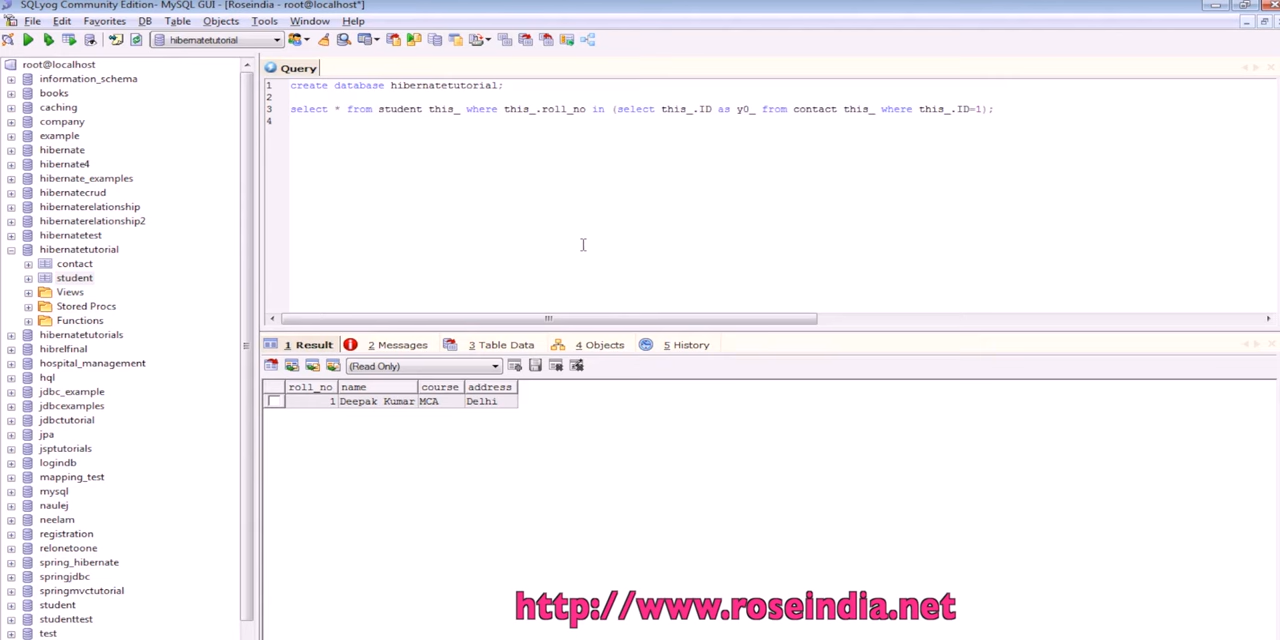 SQLyog Community Edition- MySQL GUI - [Roseindia - root@localhost*]
File Edit Favorites DB Table Objects Tools Window Help
hibernatetutorial
root@localhost
information_schema
books
caching
company
example
hibernate
hibernate4
hibernate_examples
hibernatecrud
hibernaterelationship
hibernaterelationship2
hibernatetest
hibernatetutorial
contact
student
Views
Stored Procs
Functions
hibernatetutorials
hibrelfinal
hospital_management
hql
jdbc_example
jdbcexamples
jdbctutorial
jpa
jsptutorials
logindb
mapping_test
mysql
naulej
neelam
registration
relonetoone
spring_hibernate
springjdbc
springmvctutorial
student
studenttest
test
Query
1 create database hibernatetutorial;
2
3 select * from student this_ where this_.roll_no in (select this_.ID as y0_ from contact this_ where this_.ID=1);
4
1 Result 2 Messages 3 Table Data 4 Objects 5 History
(Read Only)
roll_no name course address
1 Deepak Kumar MCA Delhi
http://www.roseindia.net